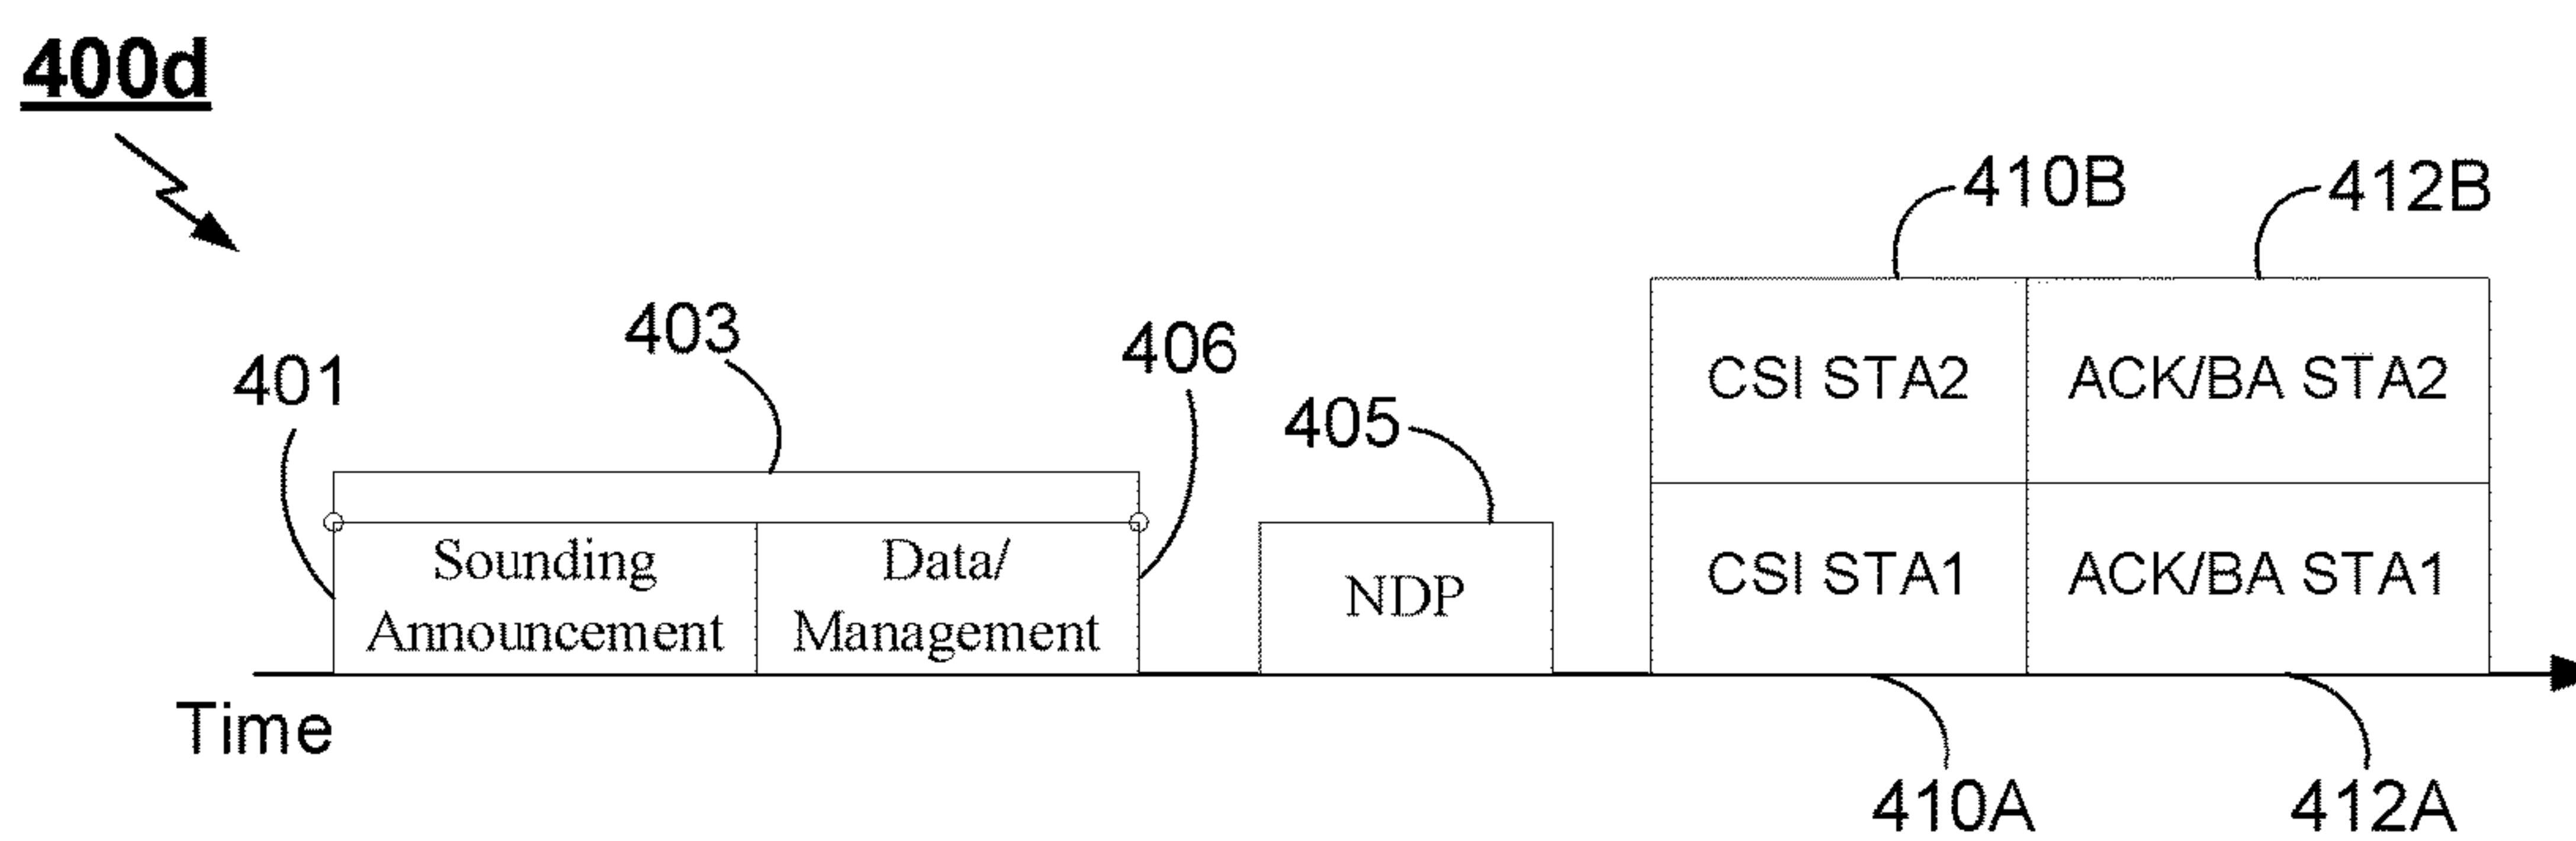 400d
410B
412B
403
406
401
405
CSI STA2
ACK/BA STA2
Sounding
Announcement
Data/
Management
NDP
CSI STA1
ACK/BA STA1
Time
410A
412A